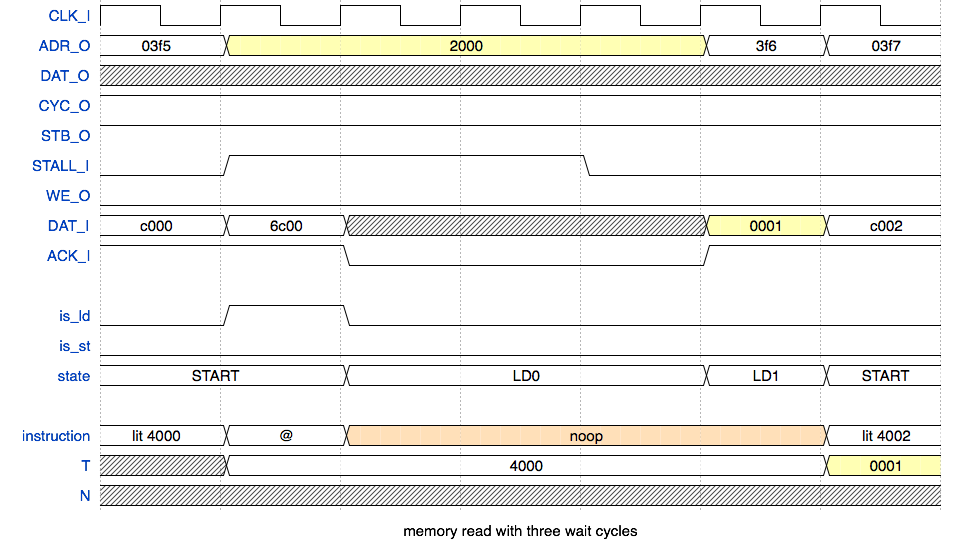 CLK_I
ADR_O 03f5 2000 3f6 03f7
DAT_O
CYC_O
STB_O
STALL_I
WE_O
DAT_I c000 6c00 0001 c002
ACK_I
is_ld
is_st
state START LD0 LD1 START
instruction lit 4000 @ noop lit 4002
T 4000 0001
N
memory read with three wait cycles